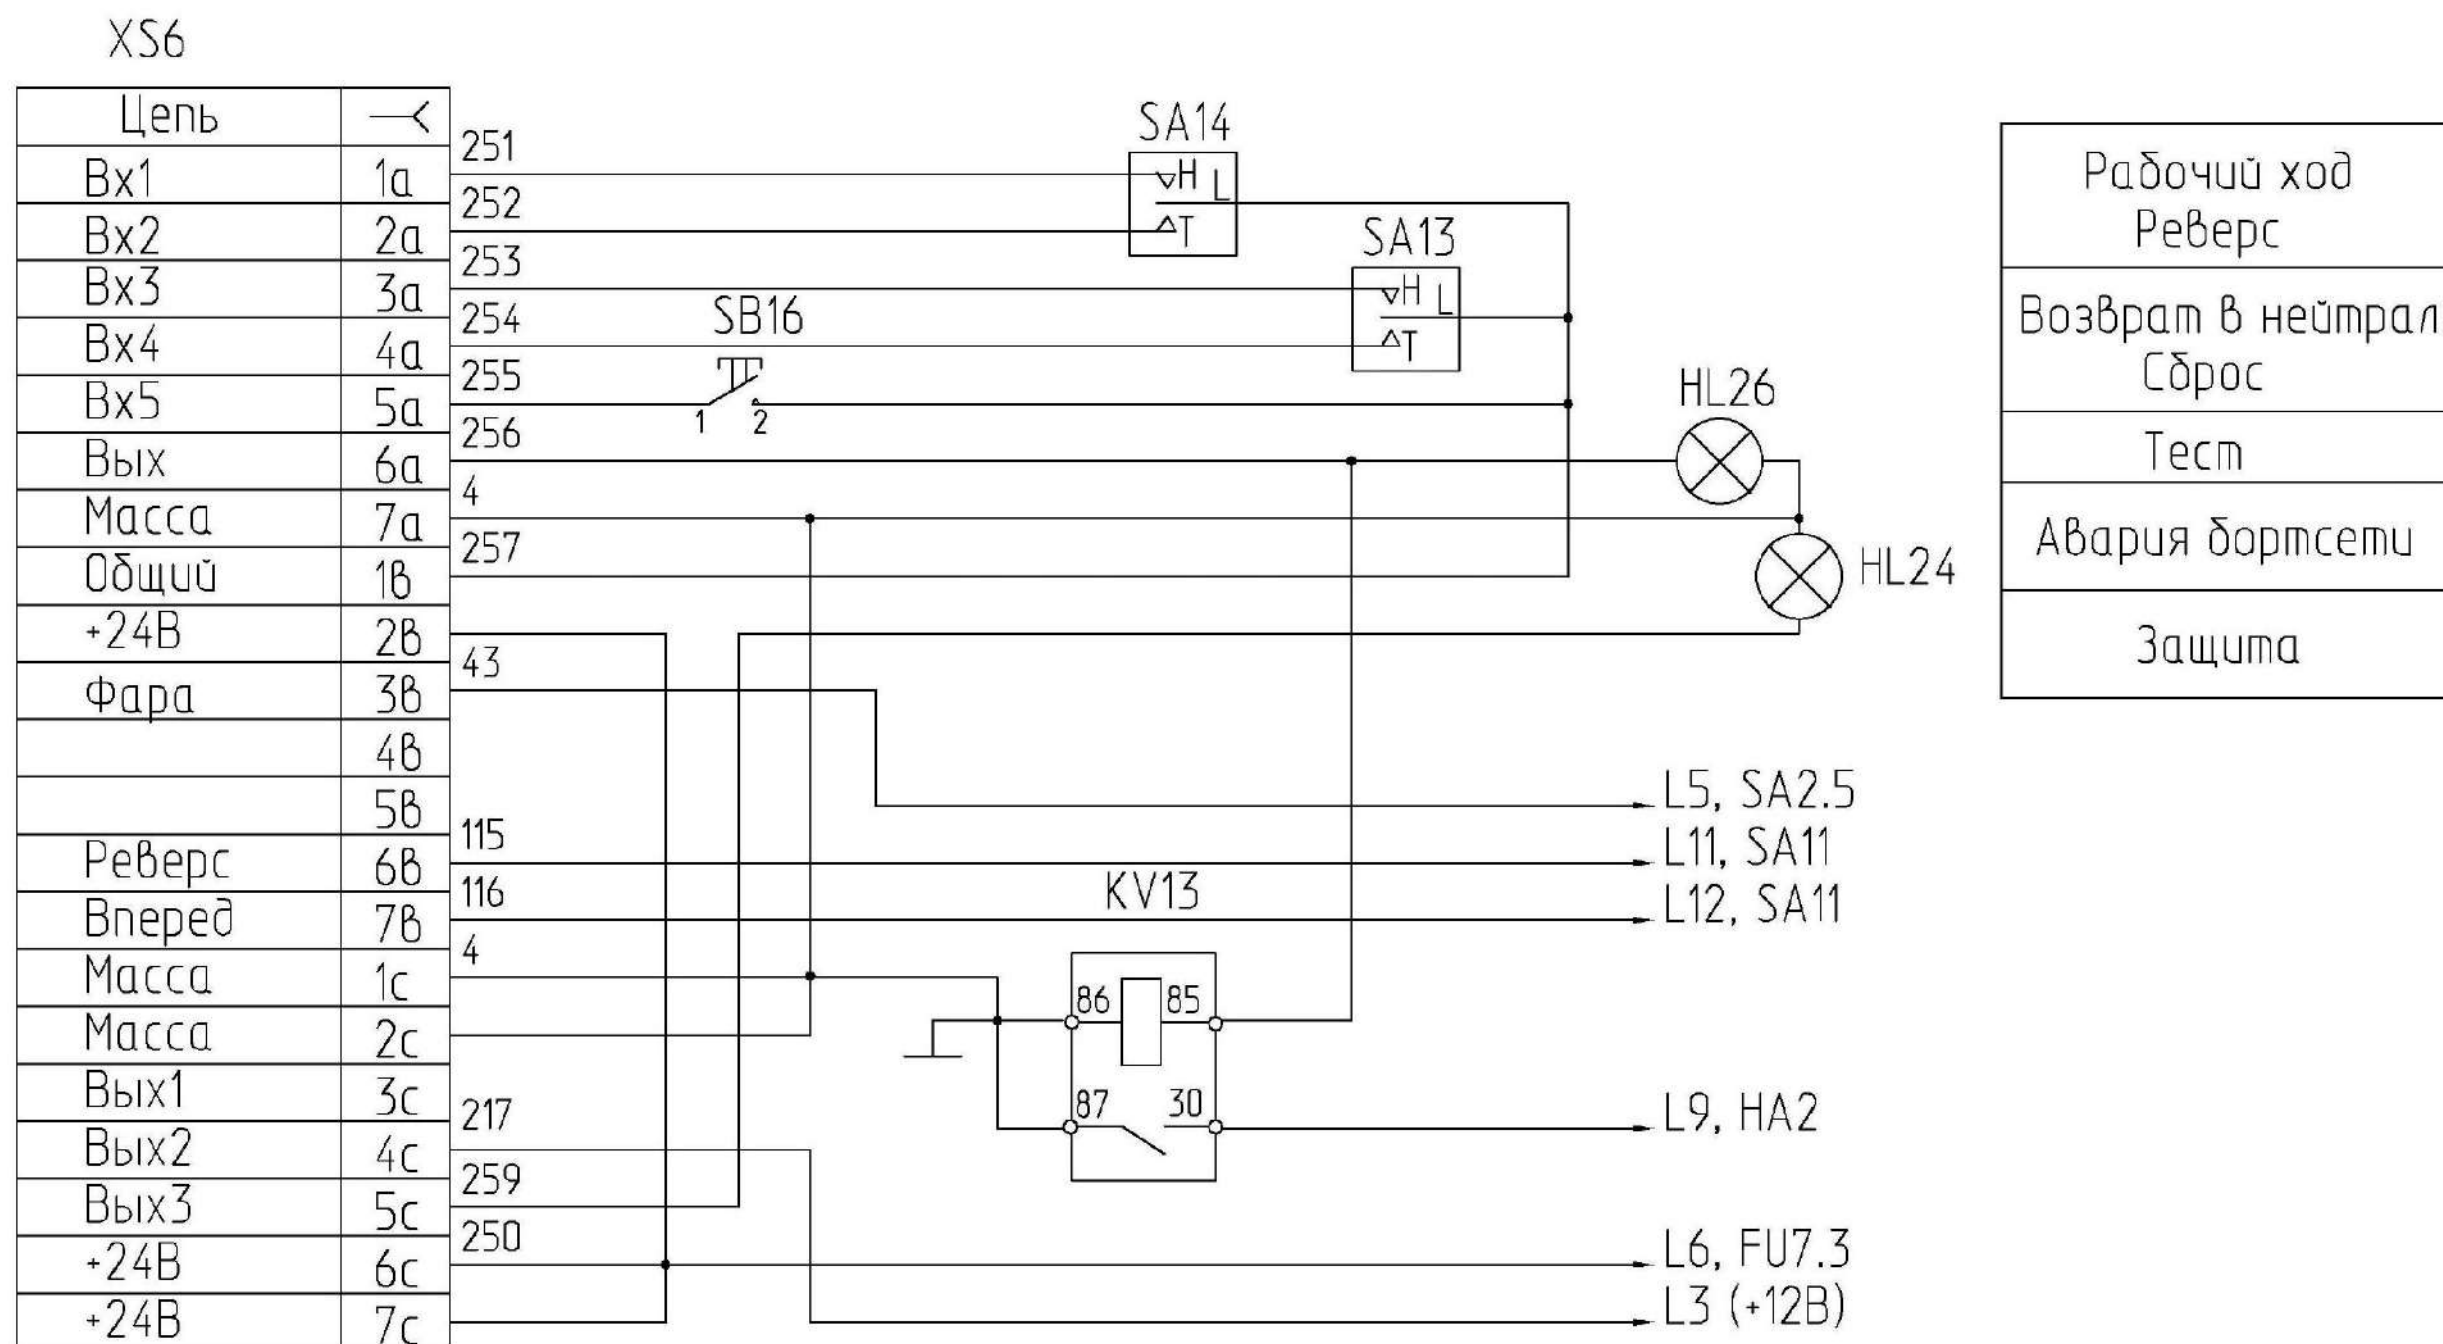 XS6
Цепь
Вх1 1а 251
Вх2 2а 252
Вх3 3а 253
Вх4 4а 254
Вх5 5а 255
Вых 6а 256
Масса 7а 4
Общий 1в 257
+24В 2в
Фара 3в 43
4в
5в
Реверс 6в 115
Вперед 7в 116
Масса 1с 4
Масса 2с
Вых1 3с
Вых2 4с 217
Вых3 5с 259
+24В 6с 250
+24В 7с
SA14
H L
T
SA13
H L
T
SB16
1 2
HL26
HL24
L5, SA2.5
L11, SA11
L12, SA11
KV13
86 85
87 30
L9, HA2
L6, FU7.3
L3 (+12В)
Рабочий ход
Реверс
Возврат в нейтрал
Сброс
Тест
Авария бортсети
Защита